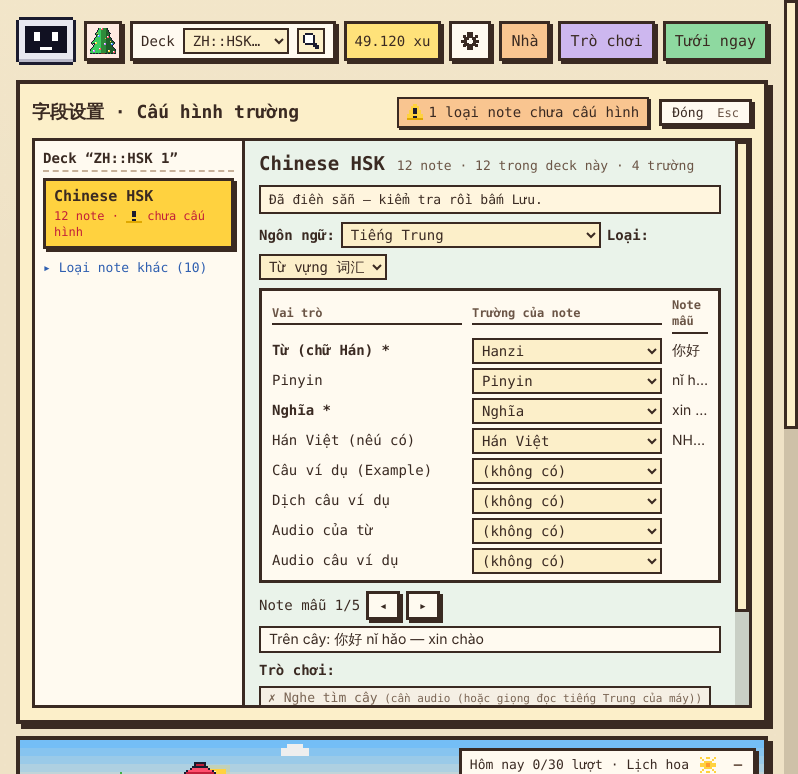 Deck ZH::HSK… 49.120 xu Nhà Trò chơi Tưới ngay
字段设置 · Cấu hình trường 1 loại note chưa cấu hình Đóng Esc
Deck “ZH::HSK 1”
Chinese HSK
12 note · chưa cấu
hình
▸ Loại note khác (10)
Chinese HSK 12 note · 12 trong deck này · 4 trường
Đã điền sẵn — kiểm tra rồi bấm Lưu.
Ngôn ngữ: Tiếng Trung Loại:
Từ vựng 词汇
Vai trò Trường của note Note
mẫu
Từ (chữ Hán) * Hanzi 你好
Pinyin Pinyin nǐ h...
Nghĩa * Nghĩa xin ...
Hán Việt (nếu có) Hán Việt NH...
Câu ví dụ (Example) (không có)
Dịch câu ví dụ (không có)
Audio của từ (không có)
Audio câu ví dụ (không có)
Note mẫu 1/5 ◂ ▸
Trên cây: 你好 nǐ hǎo — xin chào
Trò chơi:
✗ Nghe tìm cây (cần audio (hoặc giọng đọc tiếng Trung của máy))
Hôm nay 0/30 lượt · Lịch hoa —